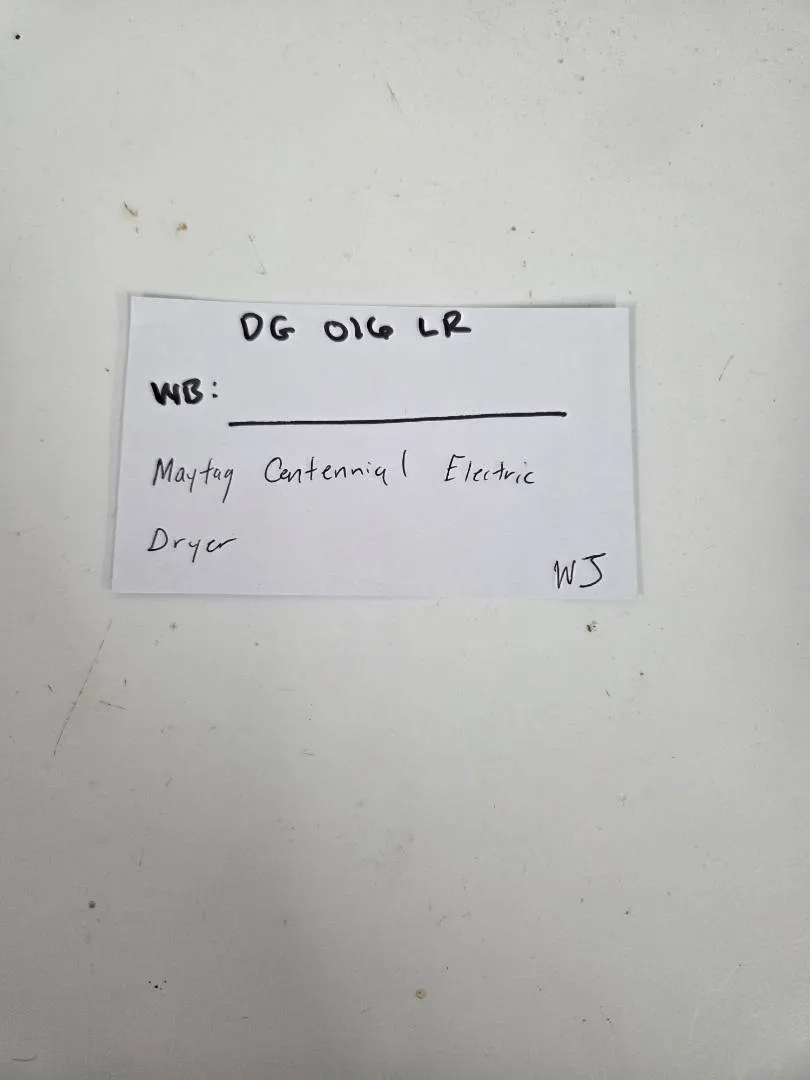 DG 016 LR
WB:
Maytag Centennial Electric
Dryer
WJ